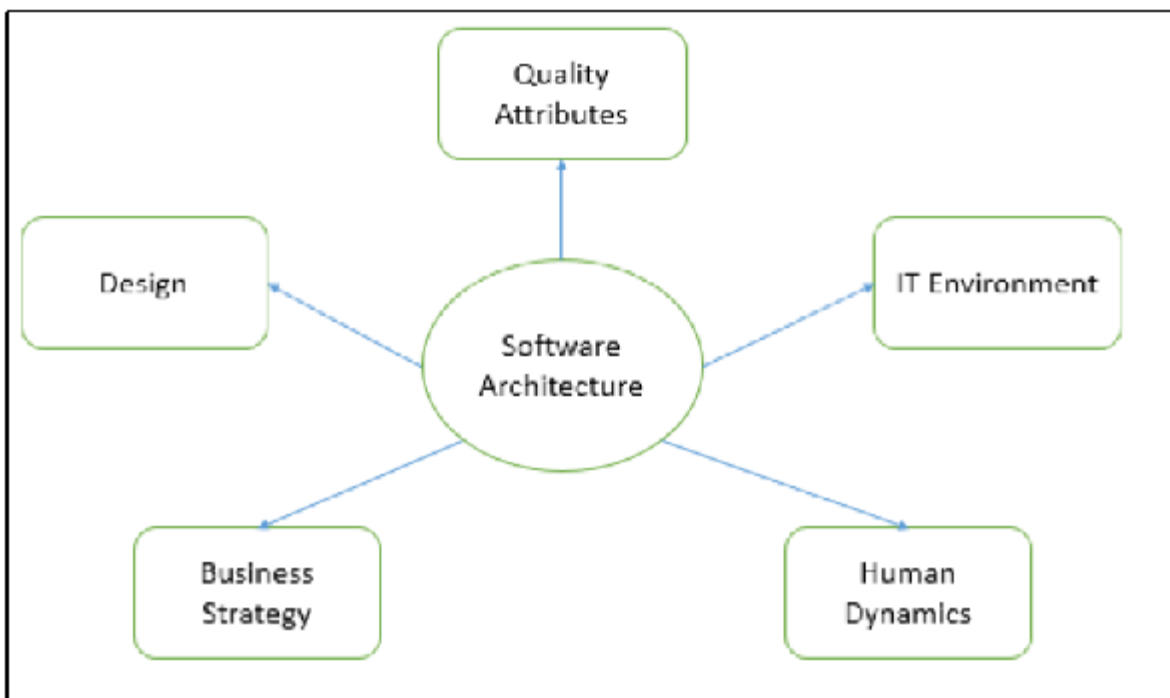 Quality
Attributes
Design
IT Environment
Software
Architecture
Business
Strategy
Human
Dynamics